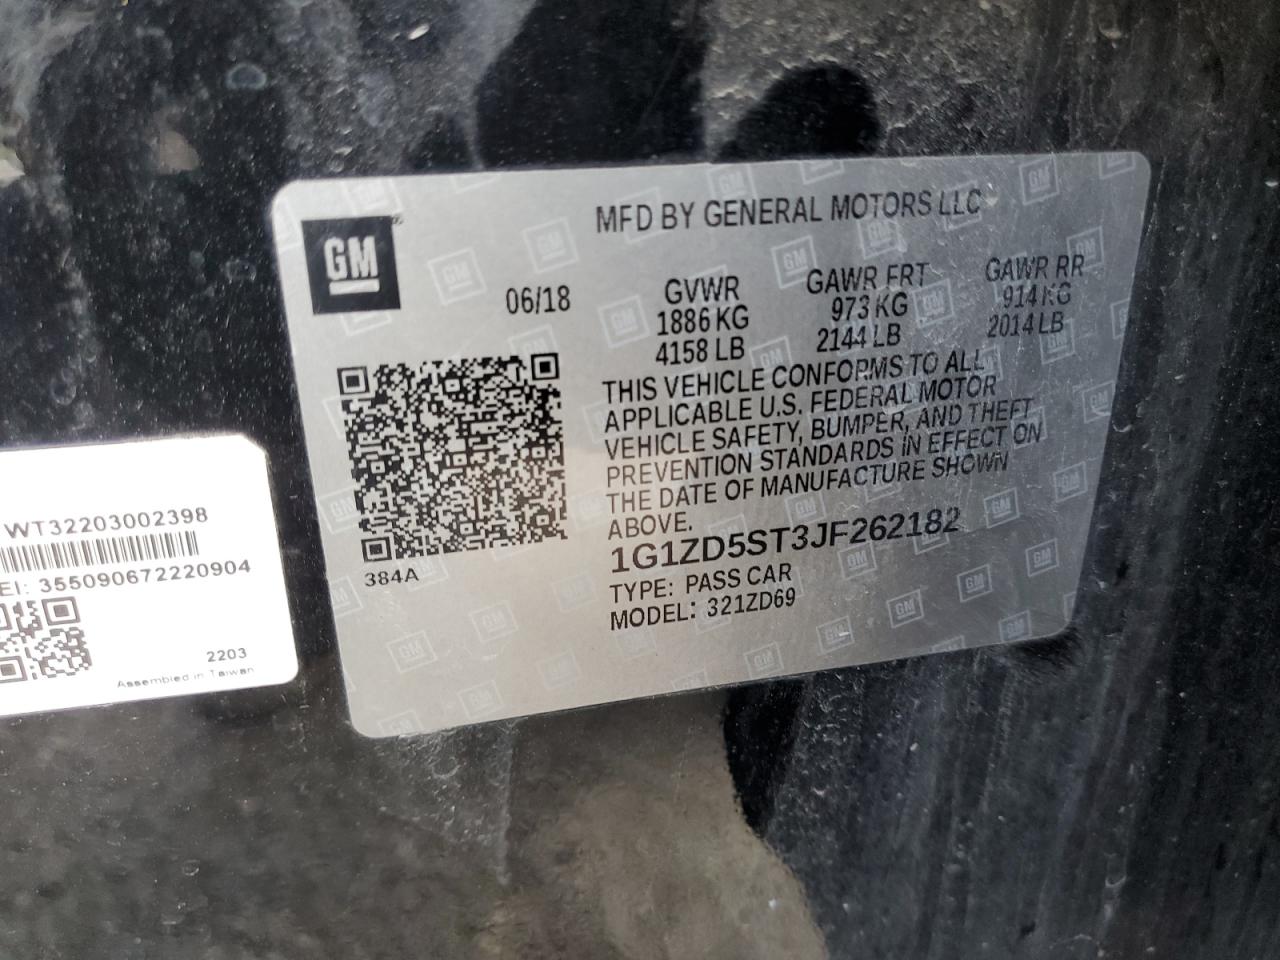 GM
MFD BY GENERAL MOTORS LLC
06/18
GVWR
1886 KG
4158 LB
GAWR FRT
973 KG
2144 LB
GAWR RR
914 KG
2014 LB
THIS VEHICLE CONFORMS TO ALL
APPLICABLE U.S. FEDERAL MOTOR
VEHICLE SAFETY, BUMPER, AND THEFT
PREVENTION STANDARDS IN EFFECT ON
THE DATE OF MANUFACTURE SHOWN
ABOVE.
1G1ZD5ST3JF262182
TYPE: PASS CAR
MODEL: 321ZD69
384A
WT32203002398
EI: 355090672220904
2203
Assembled in Taiwan